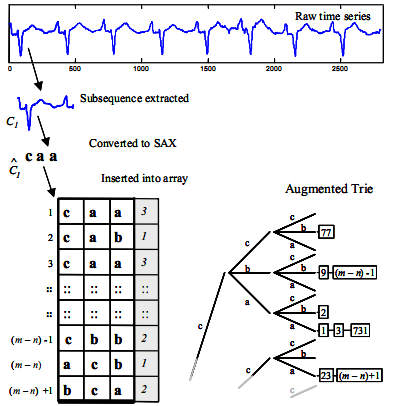 Raw time series
0 500 1000 1500 2000 2500
Subsequence extracted
C1
Converted to SAX
Ĉ1 c a a
Inserted into array
Augmented Trie
1 c a a 3
2 c a b 1
3 c a a 3
:: :: :: :: ::
:: :: :: :: ::
(m – n) -1 c b b 2
(m – n) a c b 1
(m – n) +1 b c a 2
c
c
b
a
c
b 77
a
c
b 9 (m – n) -1
a
c
b 2
a 1 3 731
c
c
b
a 23 (m – n)+1